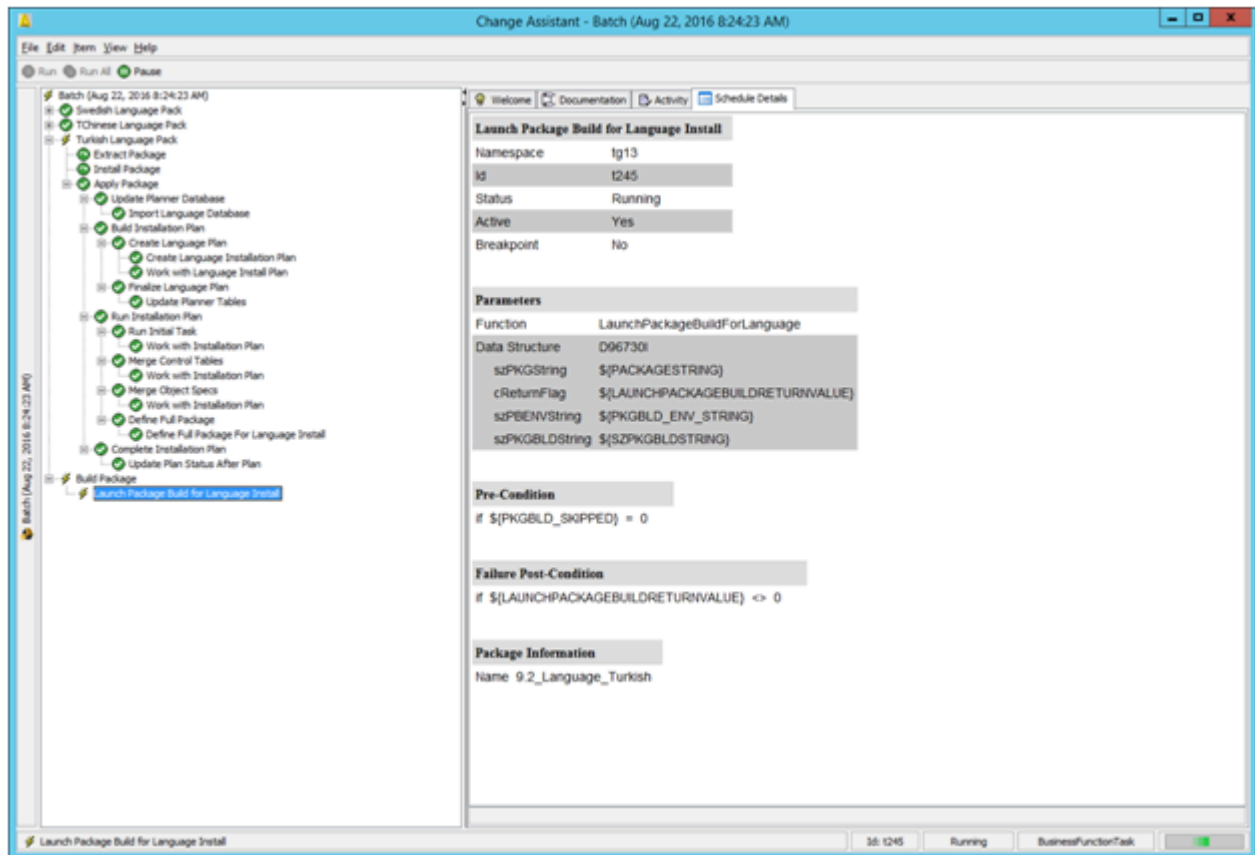 Change Assistant - Batch (Aug 22, 2016 8:24:23 AM)
File Edit Item View Help
Run Run All Pause
Batch (Aug 22, 2016 8:24:23 AM)
Swedish Language Pack
TChinese Language Pack
Turkish Language Pack
Extract Package
Install Package
Apply Package
Update Planner Database
Import Language Database
Build Installation Plan
Create Language Plan
Create Language Installation Plan
Work with Language Install Plan
Finalize Language Plan
Update Planner Tables
Run Installation Plan
Run Initial Task
Work with Installation Plan
Merge Control Tables
Work with Installation Plan
Merge Object Specs
Work with Installation Plan
Define Full Package
Define Full Package For Language Install
Complete Installation Plan
Update Plan Status After Plan
Build Package
Launch Package Build for Language Install
Batch (Aug 22, 2016 8:24:23 AM)
Welcome Documentation Activity Schedule Details
Launch Package Build for Language Install
Namespace tg13
Id t245
Status Running
Active Yes
Breakpoint No
Parameters
Function LaunchPackageBuildForLanguage
Data Structure D96730I
szPKGString ${PACKAGESTRING}
cReturnFlag ${LAUNCHPACKAGEBUILDRETURNVALUE}
szPBENVString ${PKGBLD_ENV_STRING}
szPKGBLDString ${SZPKGBLDSTRING}
Pre-Condition
if ${PKGBLD_SKIPPED} = 0
Failure Post-Condition
if ${LAUNCHPACKAGEBUILDRETURNVALUE} <> 0
Package Information
Name 9.2_Language_Turkish
Launch Package Build for Language Install Id: t245 Running BusinessFunctionTask